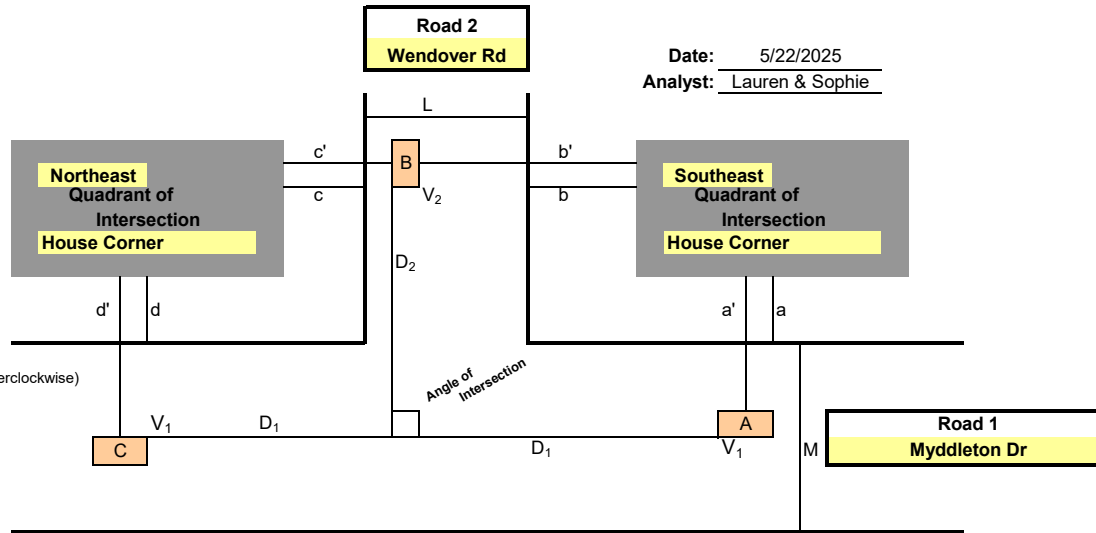 Road 2
Wendover Rd
Date: 5/22/2025
Analyst: Lauren & Sophie
L
c'
B
b'
Northeast
Quadrant of
Intersection
House Corner
c
V2
b
Southeast
Quadrant of
Intersection
House Corner
D2
d'
d
a'
a
erclockwise)
Angle of
Intersection
V1
D1
C
D1
A
V1
M
Road 1
Myddleton Dr